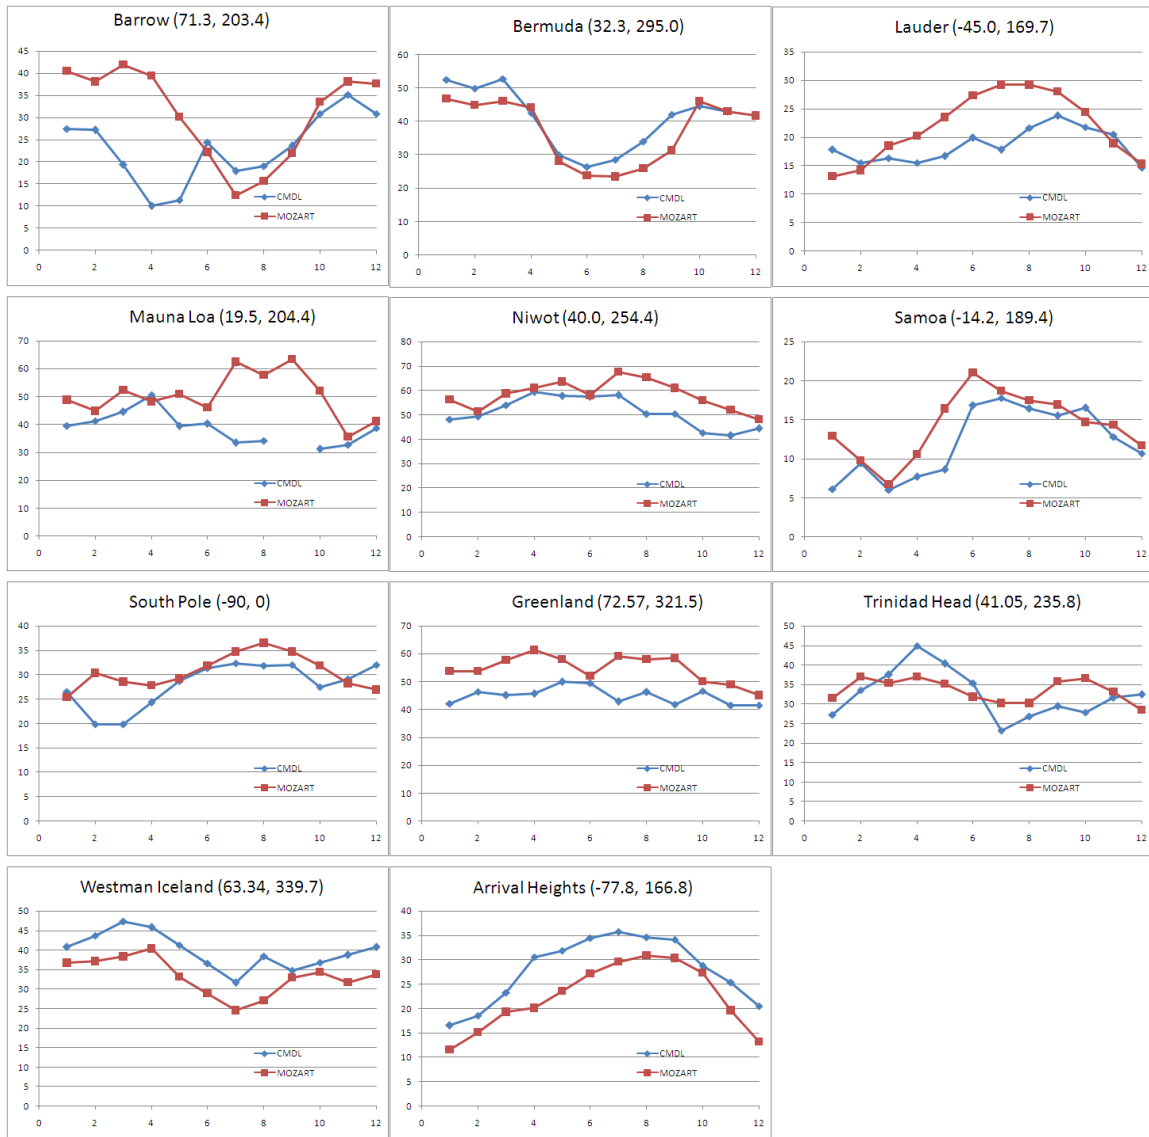 Barrow (71.3, 203.4)
45
40
35
30
25
20
15
10
5
0
0 2 4 6 8 10 12
CMDL
MOZART
Bermuda (32.3, 295.0)
60
50
40
30
20
10
0
0 2 4 6 8 10 12
CMDL
MOZART
Lauder (-45.0, 169.7)
35
30
25
20
15
10
5
0
0 2 4 6 8 10 12
CMDL
MOZART
Mauna Loa (19.5, 204.4)
70
60
50
40
30
20
10
0
0 2 4 6 8 10 12
CMDL
MOZART
Niwot (40.0, 254.4)
80
70
60
50
40
30
20
10
0
0 2 4 6 8 10 12
CMDL
MOZART
Samoa (-14.2, 189.4)
25
20
15
10
5
0
0 2 4 6 8 10 12
CMDL
MOZART
South Pole (-90, 0)
40
35
30
25
20
15
10
5
0
0 2 4 6 8 10 12
CMDL
MOZART
Greenland (72.57, 321.5)
70
60
50
40
30
20
10
0
0 2 4 6 8 10 12
CMDL
MOZART
Trinidad Head (41.05, 235.8)
50
45
40
35
30
25
20
15
10
5
0
0 2 4 6 8 10 12
CMDL
MOZART
Westman Iceland (63.34, 339.7)
50
45
40
35
30
25
20
15
10
5
0
0 2 4 6 8 10 12
CMDL
MOZART
Arrival Heights (-77.8, 166.8)
40
35
30
25
20
15
10
5
0
0 2 4 6 8 10 12
CMDL
MOZART